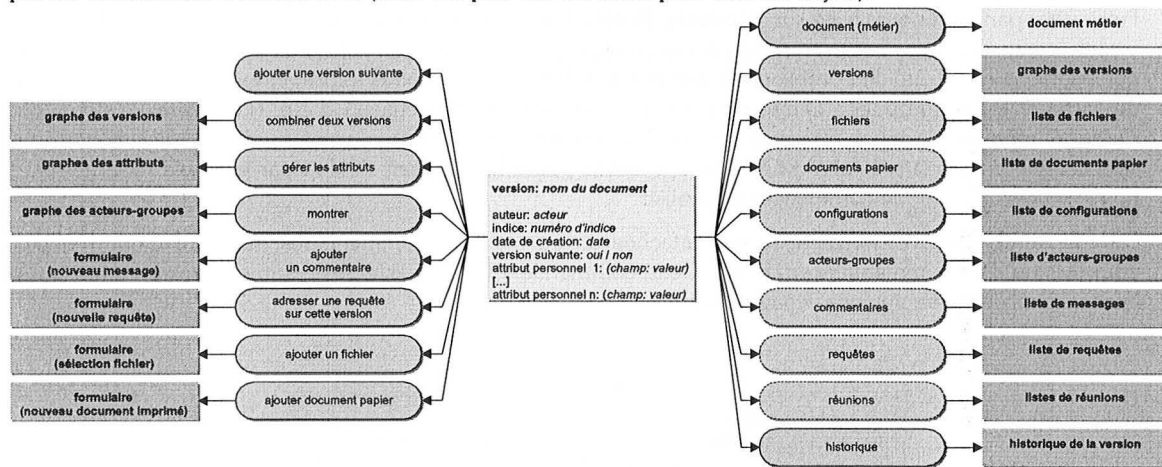 document (métier)
document métier
ajouter une version suivante
versions
graphe des versions
graphe des versions
combiner deux versions
fichiers
liste de fichiers
graphes des attributs
gérer les attributs
documents papier
liste de documents papier
version: nom du document
auteur: acteur
indice: numéro d'indice
date de création: date
version suivante: oui / non
attribut personnel 1: (champ: valeur)
[...]
attribut personnel n: (champ: valeur)
graphe des acteurs-groupes
montrer
configurations
liste de configurations
formulaire
(nouveau message)
ajouter
un commentaire
acteurs-groupes
liste d'acteurs-groupes
formulaire
(nouvelle requête)
adresser une requête
sur cette version
commentaires
liste de messages
formulaire
(sélection fichier)
ajouter un fichier
requêtes
liste de requêtes
formulaire
(nouveau document imprimé)
ajouter document papier
réunions
listes de réunions
historique
historique de la version